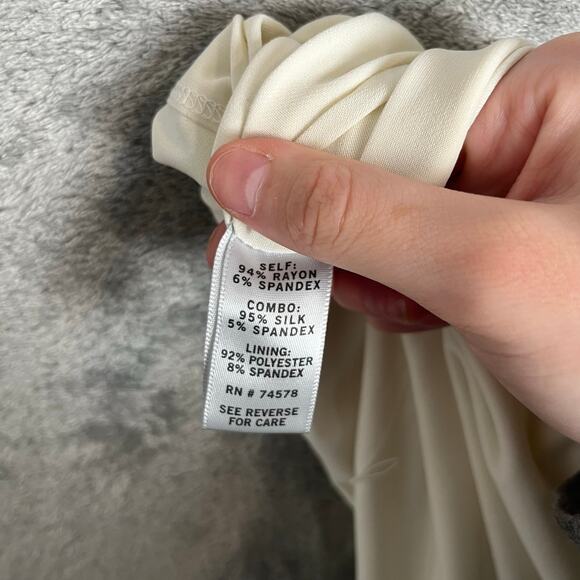 SELF:
94% RAYON
6% SPANDEX
COMBO:
95% SILK
5% SPANDEX
LINING:
92% POLYESTER
8% SPANDEX
RN # 74578
SEE REVERSE
FOR CARE